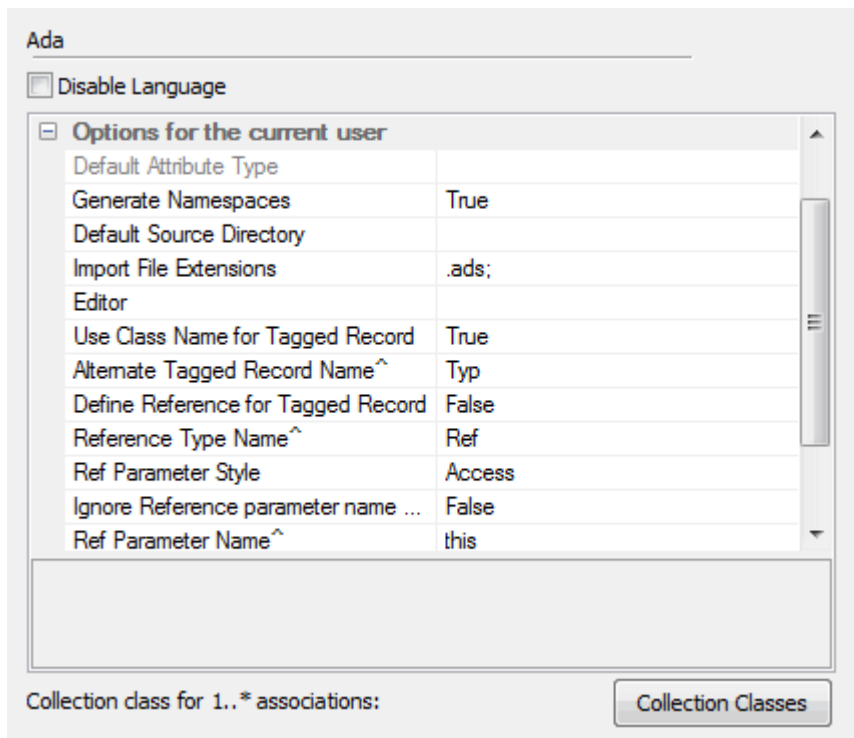 Ada
Disable Language
Options for the current user
Default Attribute Type
Generate Namespaces True
Default Source Directory
Import File Extensions .ads;
Editor
Use Class Name for Tagged Record True
Alternate Tagged Record Name^ Typ
Define Reference for Tagged Record False
Reference Type Name^ Ref
Ref Parameter Style Access
Ignore Reference parameter name ... False
Ref Parameter Name^ this
Collection class for 1..* associations: Collection Classes